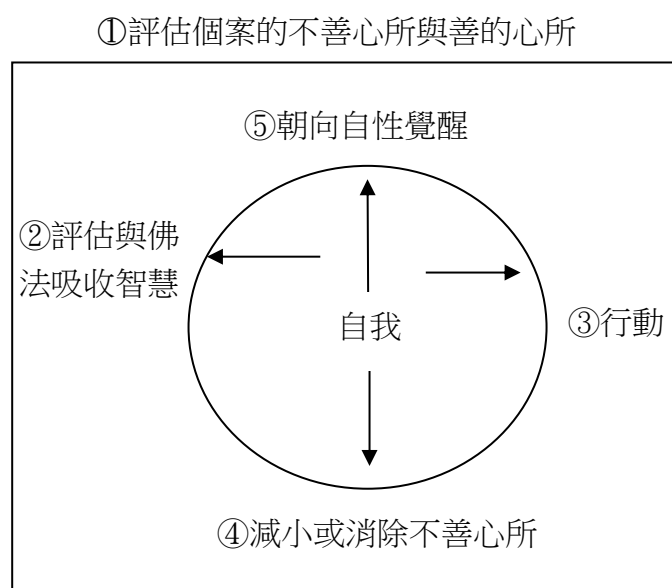 ①評估個案的不善心所與善的心所
⑤朝向自性覺醒
②評估與佛
法吸收智慧
自我
③行動
④減小或消除不善心所